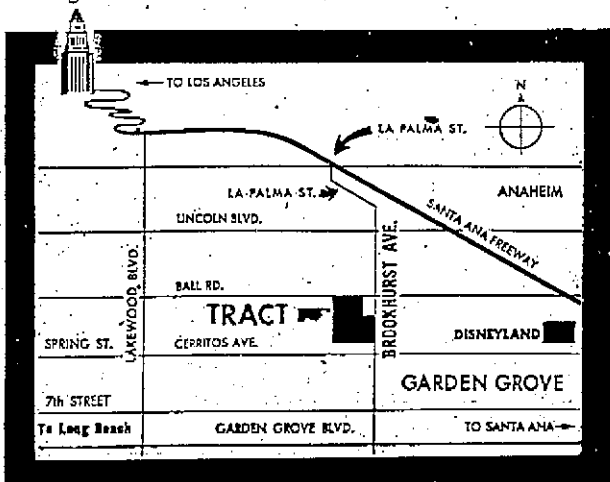 TO LOS ANGELES
N
LA PALMA ST.
LA-PALMA ST.
ANAHEIM
LINCOLN BLVD.
SANTA ANA FREEWAY
LAKEWOOD BLVD.
BROOKHURST AVE.
BALL RD.
TRACT
DISNEYLAND
SPRING ST.
CERRITOS AVE.
GARDEN GROVE
7th STREET
To Long Beach
GARDEN GROVE BLVD.
TO SANTA ANA